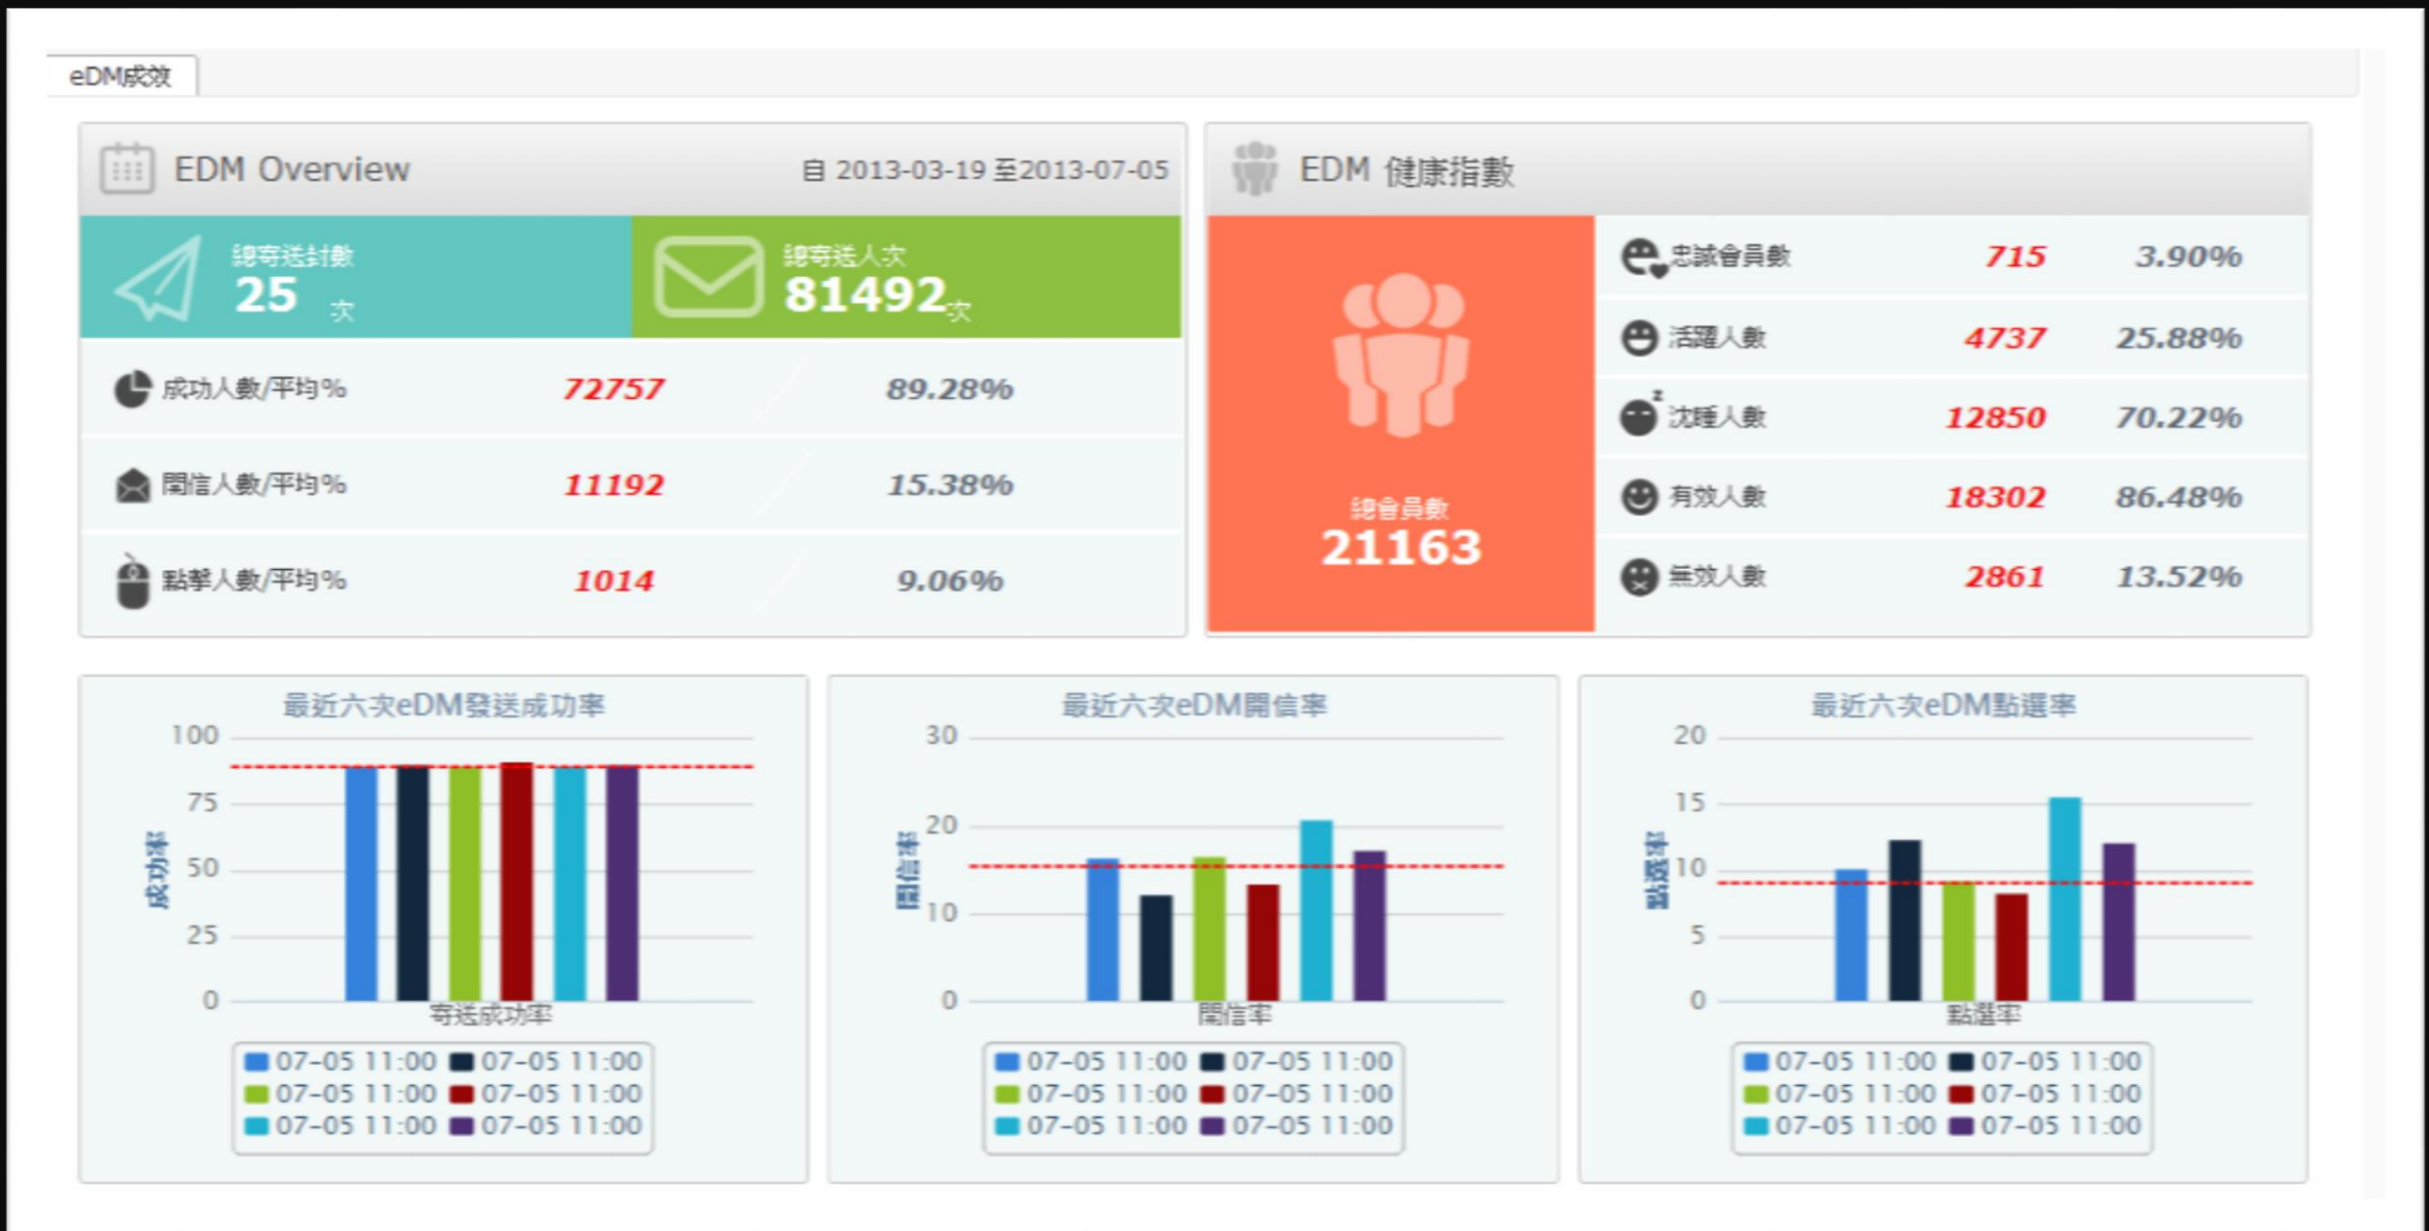 eDM成效
EDM Overview
自 2013-03-19 至2013-07-05
總寄送封數
25 次
總寄送人次
81492次
成功人數/平均% 72757 89.28%
開信人數/平均% 11192 15.38%
點擊人數/平均% 1014 9.06%
EDM 健康指數
總會員數
21163
忠誠會員數 715 3.90%
活躍人數 4737 25.88%
沈睡人數 12850 70.22%
有效人數 18302 86.48%
無效人數 2861 13.52%
最近六次eDM發送成功率
100
75
50
25
0
成功率
寄送成功率
07-05 11:00 07-05 11:00
07-05 11:00 07-05 11:00
07-05 11:00 07-05 11:00
最近六次eDM開信率
30
20
10
0
開信率
開信率
07-05 11:00 07-05 11:00
07-05 11:00 07-05 11:00
07-05 11:00 07-05 11:00
最近六次eDM點選率
20
15
10
5
0
點選率
點選率
07-05 11:00 07-05 11:00
07-05 11:00 07-05 11:00
07-05 11:00 07-05 11:00